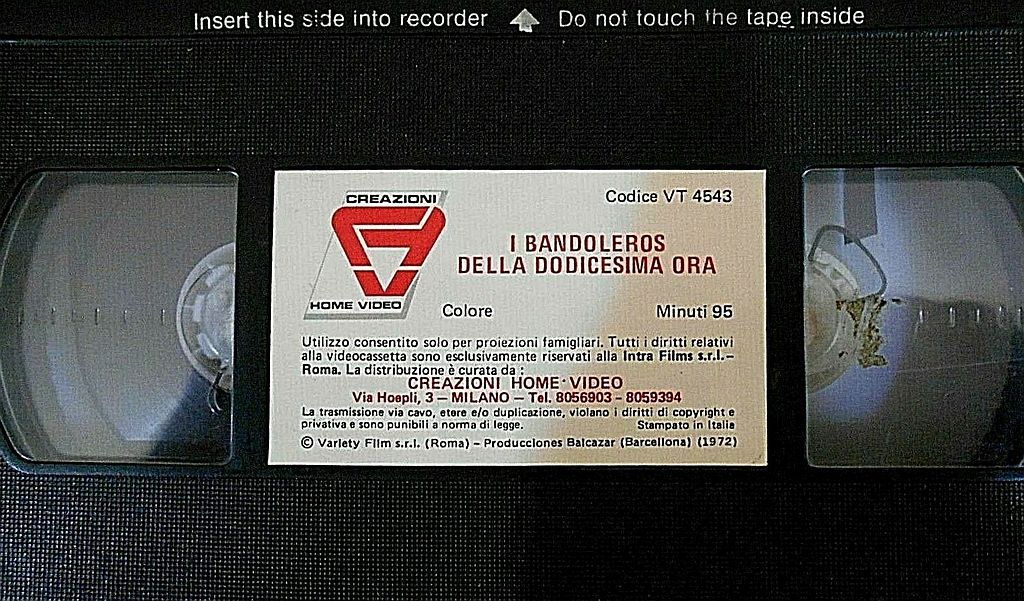 Insert this side into recorder Do not touch the tape inside
CREAZIONI
HOME VIDEO
Codice VT 4543
I BANDOLEROS
DELLA DODICESIMA ORA
Colore Minuti 95
Utilizzo consentito solo per proiezioni famigliari. Tutti i diritti relativi
alla videocassetta sono esclusivamente riservati alla Intra Films s.r.l.–
Roma. La distribuzione è curata da :
CREAZIONI HOME VIDEO
Via Hoepli, 3 – MILANO – Tel. 8056903 - 8059394
La trasmissione via cavo, etere e/o duplicazione, violano i diritti di copyright e
privativa e sono punibili a norma di legge. Stampato in Italia
© Variety Film s.r.l. (Roma) – Producciones Balcazar (Barcellona) (1972)